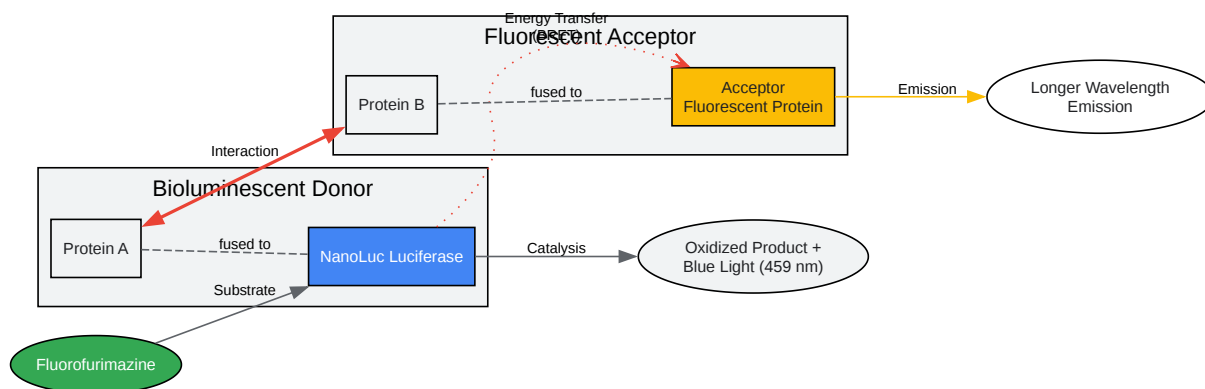 Energy Transfer
(BRET)
Fluorescent Acceptor
Protein B
fused to
Acceptor
Fluorescent Protein
Emission
Longer Wavelength
Emission
Interaction
Bioluminescent Donor
Protein A
fused to
NanoLuc Luciferase
Catalysis
Oxidized Product +
Blue Light (459 nm)
Substrate
Fluorofurimazine